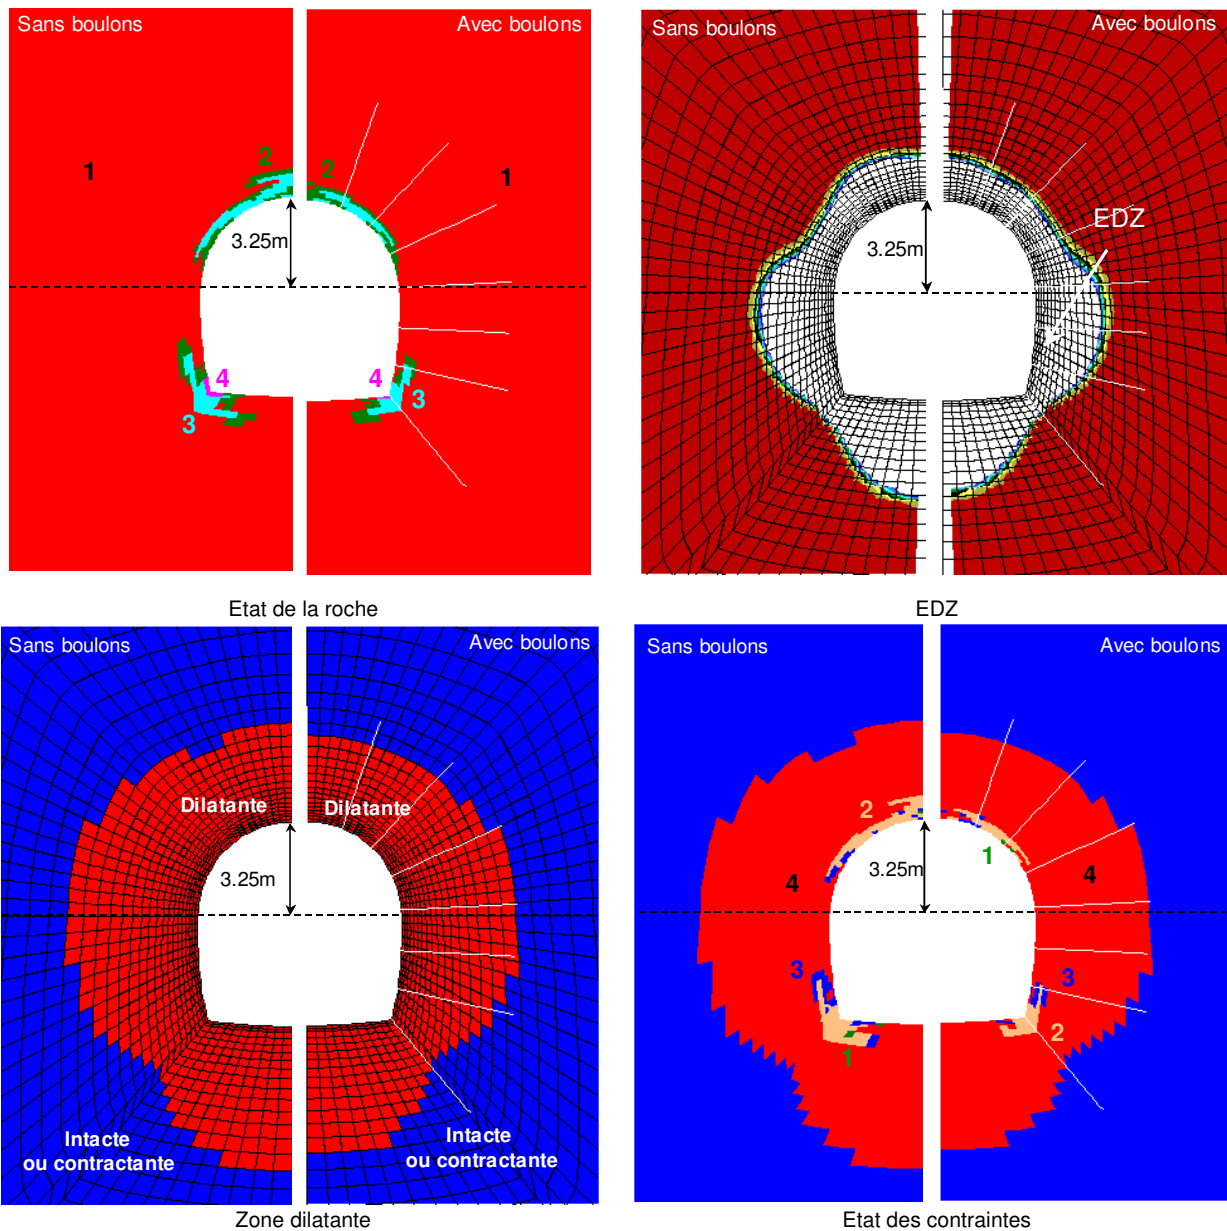 Sans boulons
Avec boulons
1
2
2
1
3.25m
4
4
3
3
Etat de la roche
Sans boulons
Avec boulons
EDZ
3.25m
EDZ
Sans boulons
Avec boulons
Dilatante
Dilatante
3.25m
Intacte
ou contractante
Intacte
ou contractante
Zone dilatante
Sans boulons
Avec boulons
2
1
3.25m
4
4
3
3
2
1
Etat des contraintes